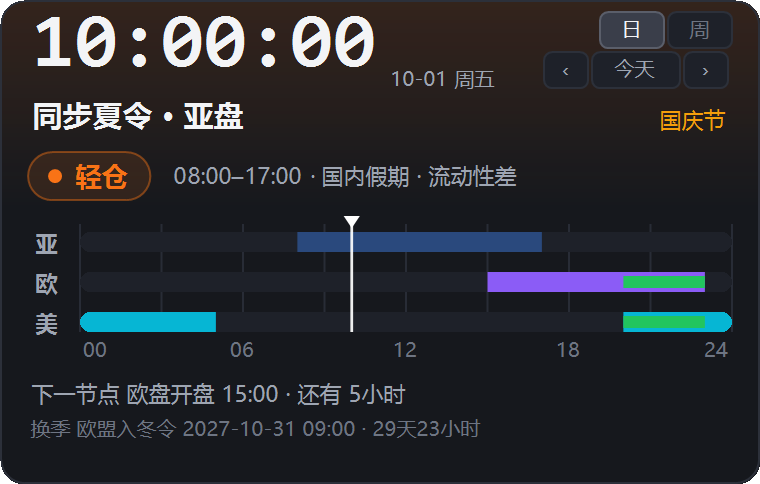 10:00:00
10-01 周五
日 周
‹ 今天 ›
同步夏令 • 亚盘
国庆节
轻仓
08:00–17:00 · 国内假期 · 流动性差
亚
欧
美
00 06 12 18 24
下一节点 欧盘开盘 15:00 · 还有 5小时
换季 欧盟入冬令 2027-10-31 09:00 · 29天23小时